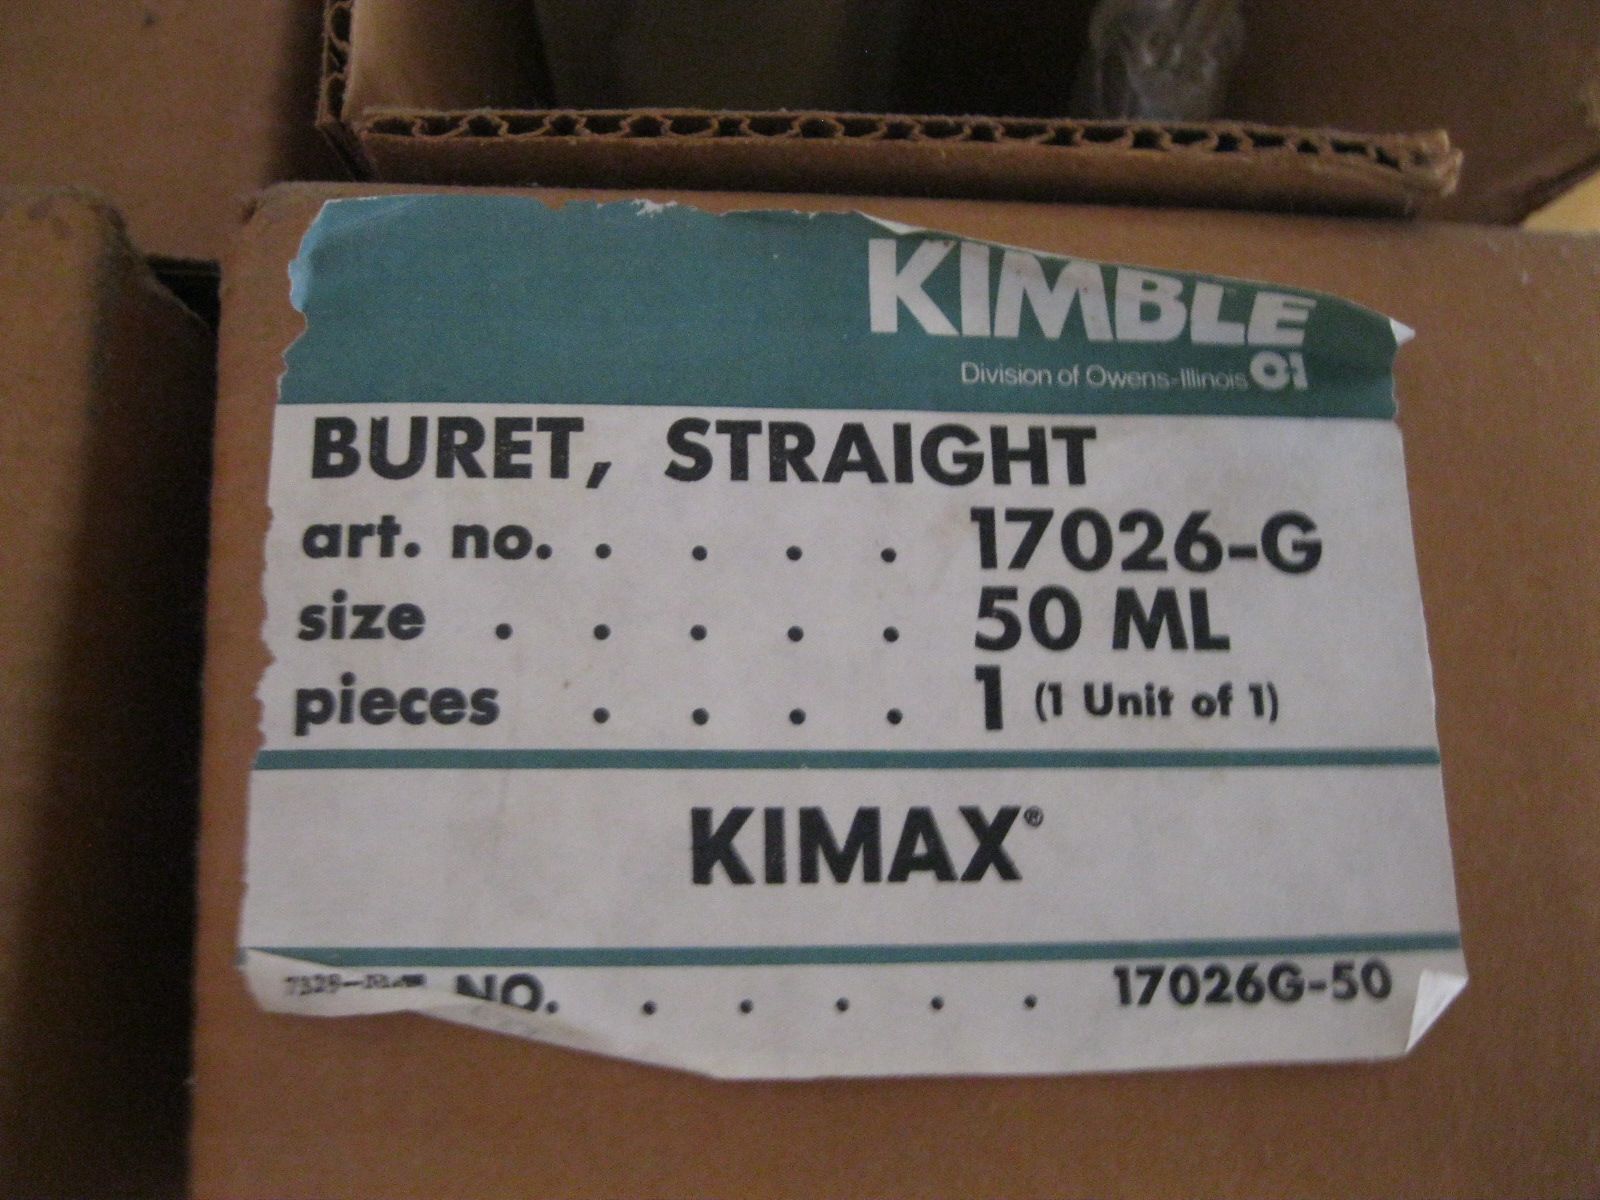 KIMBLE
Division of Owens-Illinois OI
BURET, STRAIGHT
art. no. . . . . 17026-G
size . . . . . 50 ML
pieces . . . . 1 (1 Unit of 1)
KIMAX®
NO. . . . . . 17026G-50